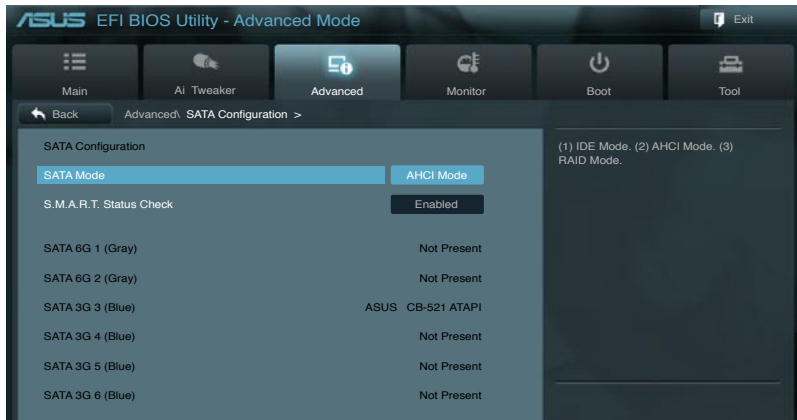 ASUS EFI BIOS Utility - Advanced Mode
Exit
Main
Ai Tweaker
Advanced
Monitor
Boot
Tool
Back
Advanced\ SATA Configuration >
SATA Configuration
SATA Mode AHCI Mode
S.M.A.R.T. Status Check Enabled
SATA 6G 1 (Gray) Not Present
SATA 6G 2 (Gray) Not Present
SATA 3G 3 (Blue) ASUS CB-521 ATAPI
SATA 3G 4 (Blue) Not Present
SATA 3G 5 (Blue) Not Present
SATA 3G 6 (Blue) Not Present
(1) IDE Mode. (2) AHCI Mode. (3)
RAID Mode.